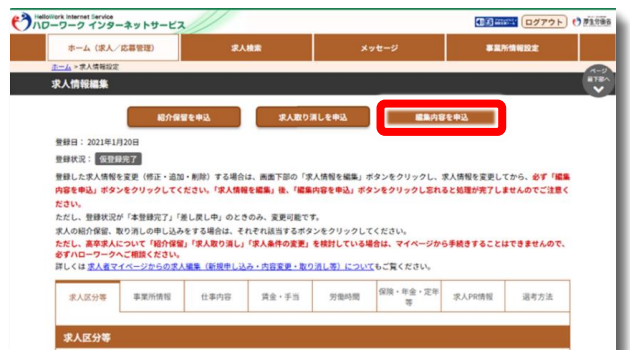 HelloWork Internet Service
ハローワーク インターネットサービス
ログアウト
厚生労働省
ホーム（求人／応募管理）
求人検索
メッセージ
事業所情報設定
ホーム > 求人情報設定
ページ
最下部へ
求人情報編集
紹介保留を申込
求人取り消しを申込
編集内容を申込
登録日： 2021年1月20日
登録状況： 仮登録完了
登録した求人情報を変更（修正・追加・削除）する場合は、画面下部の「求人情報を編集」ボタンをクリックし、求人情報を変更してから、必ず「編集
内容を申込」ボタンをクリックしてください。「求人情報を編集」後、「編集内容を申込」ボタンをクリックし忘れると処理が完了しませんのでご注意く
ださい。
ただし、登録状況が「本登録完了」「差し戻し中」のときのみ、変更可能です。
求人の紹介保留、取り消しの申し込みをする場合は、それぞれ該当するボタンをクリックしてください。
ただし、高卒求人について「紹介保留」「求人取り消し」「求人条件の変更」を検討している場合は、マイページから手続きすることはできませんので、
必ずハローワークへご相談ください。
詳しくは 求人者マイページからの求人編集（新規申し込み・内容変更・取り消し等）についてもご覧ください。
求人区分等
事業所情報
仕事内容
賃金・手当
労働時間
保険・年金・定年
等
求人PR情報
選考方法
求人区分等